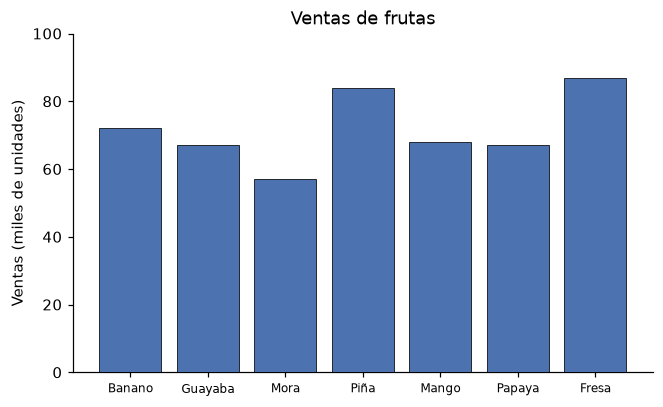 Ventas de frutas
Ventas (miles de unidades)
100
80
60
40
20
0
Banano Guayaba Mora Piña Mango Papaya Fresa